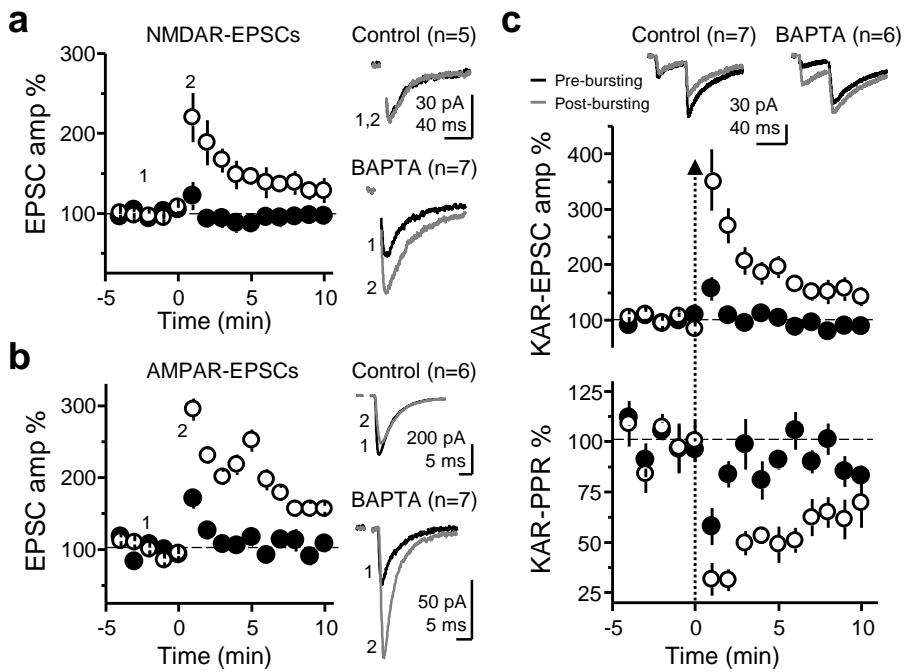 a
NMDAR-EPSCs
300
200
100
EPSC amp %
2
1
-5
0
5
10
Time (min)
Control (n=5)
1,2
30 pA
40 ms
BAPTA (n=7)
1
2
b
AMPAR-EPSCs
300
200
100
EPSC amp %
2
1
-5
0
5
10
Time (min)
Control (n=6)
2
1
200 pA
5 ms
BAPTA (n=7)
1
2
50 pA
5 ms
c
Control (n=7)
BAPTA (n=6)
Pre-bursting
Post-bursting
30 pA
40 ms
450
350
200
100
KAR-EPSC amp %
125
100
75
50
25
KAR-PPR %
-5
0
5
10
Time (min)